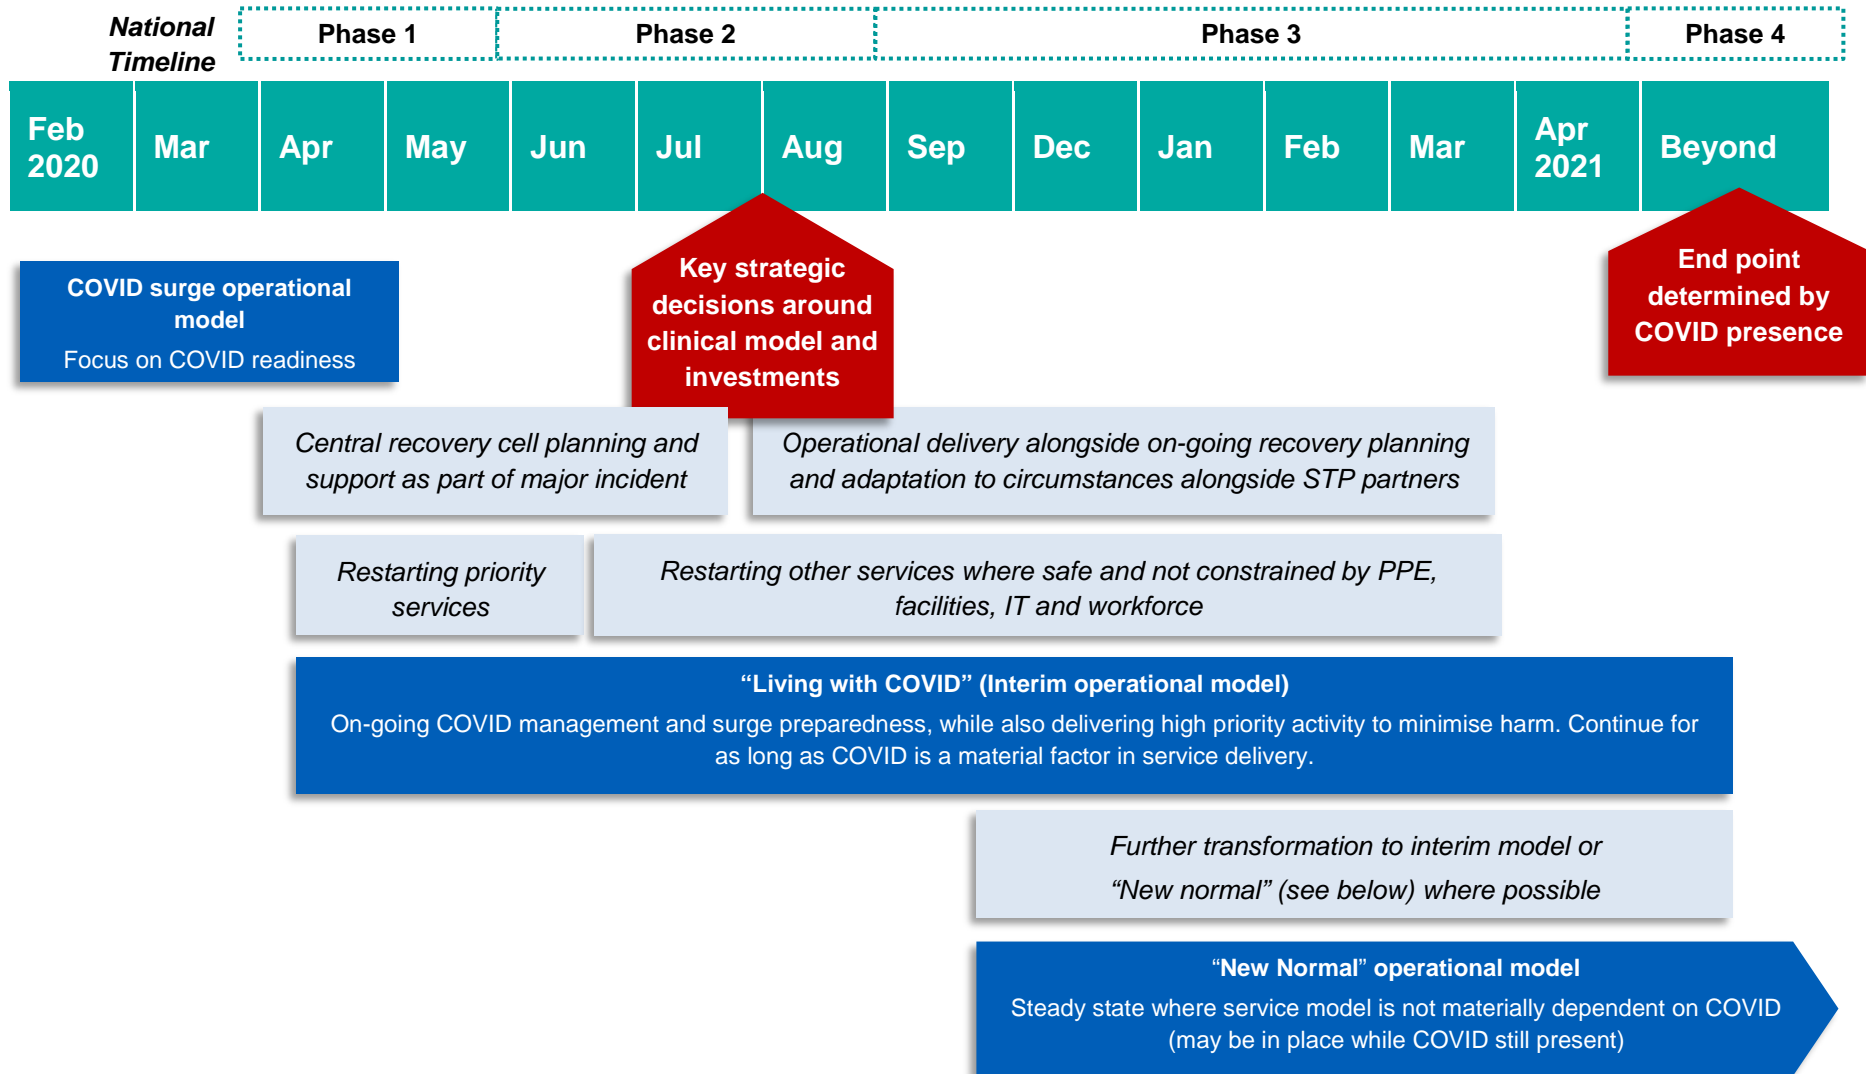 National
Timeline
Phase 1
Phase 2
Phase 3
Phase 4
Feb
2020
Mar
Apr
May
Jun
Jul
Aug
Sep
Dec
Jan
Feb
Mar
Apr
2021
Beyond
COVID surge operational
model
Focus on COVID readiness
Key strategic
decisions around
clinical model and
investments
End point
determined by
COVID presence
Central recovery cell planning and
support as part of major incident
Operational delivery alongside on-going recovery planning
and adaptation to circumstances alongside STP partners
Restarting priority
services
Restarting other services where safe and not constrained by PPE,
facilities, IT and workforce
“Living with COVID” (Interim operational model)
On-going COVID management and surge preparedness, while also delivering high priority activity to minimise harm. Continue for
as long as COVID is a material factor in service delivery.
Further transformation to interim model or
“New normal” (see below) where possible
“New Normal” operational model
Steady state where service model is not materially dependent on COVID
(may be in place while COVID still present)